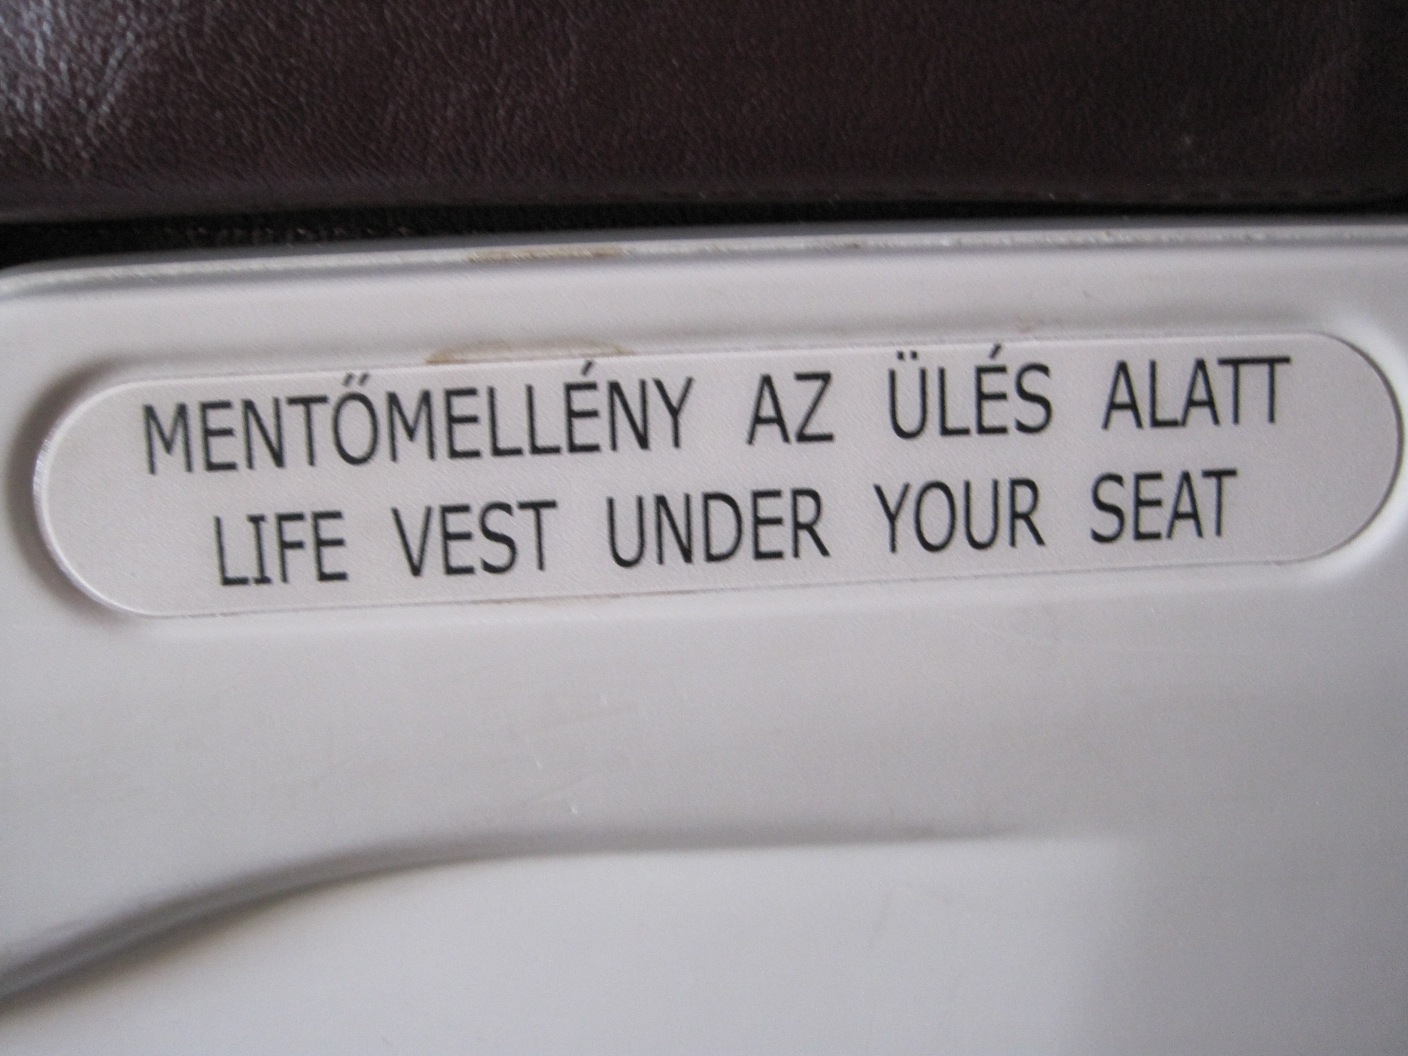 MENTŐMELLÉNY AZ ÜLÉS ALATT
LIFE VEST UNDER YOUR SEAT